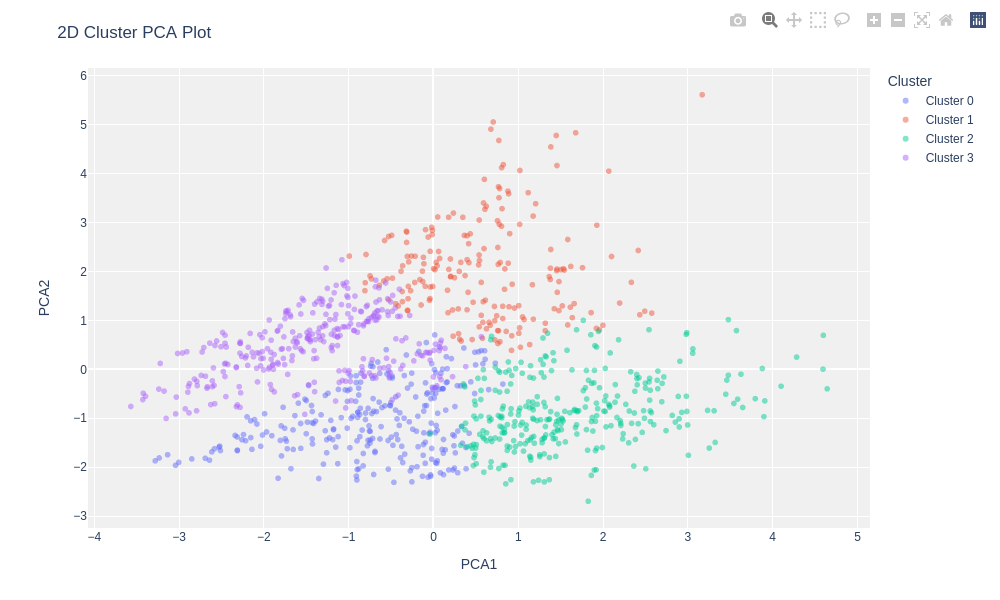 2D Cluster PCA Plot
Cluster
Cluster 0
Cluster 1
Cluster 2
Cluster 3
PCA2
6
5
4
3
2
1
0
−1
−2
−3
−4 −3 −2 −1 0 1 2 3 4 5
PCA1